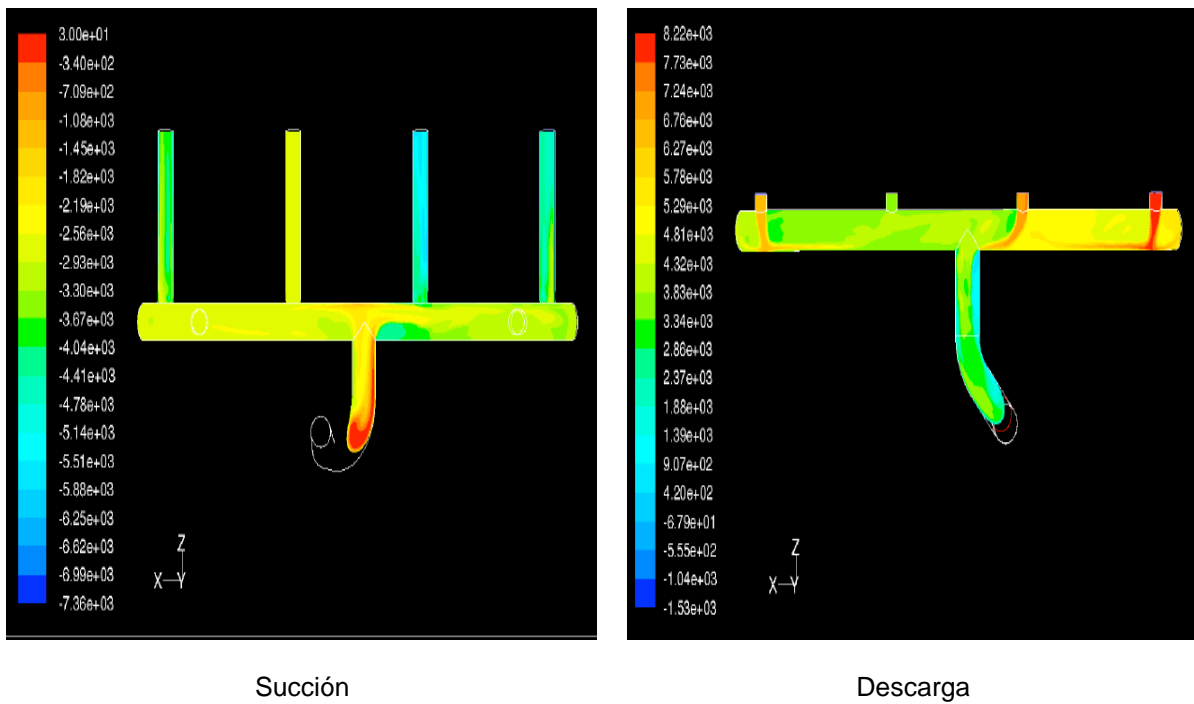 3.00e+01
-3.40e+02
-7.09e+02
-1.08e+03
-1.45e+03
-1.82e+03
-2.19e+03
-2.56e+03
-2.93e+03
-3.30e+03
-3.67e+03
-4.04e+03
-4.41e+03
-4.78e+03
-5.14e+03
-5.51e+03
-5.88e+03
-6.25e+03
-6.62e+03
-6.99e+03
-7.36e+03
Z
X
Y
8.22e+03
7.73e+03
7.24e+03
6.76e+03
6.27e+03
5.78e+03
5.29e+03
4.81e+03
4.32e+03
3.83e+03
3.34e+03
2.86e+03
2.37e+03
1.88e+03
1.39e+03
9.07e+02
4.20e+02
-6.79e+01
-5.55e+02
-1.04e+03
-1.53e+03
Z
X
Y
Succión
Descarga